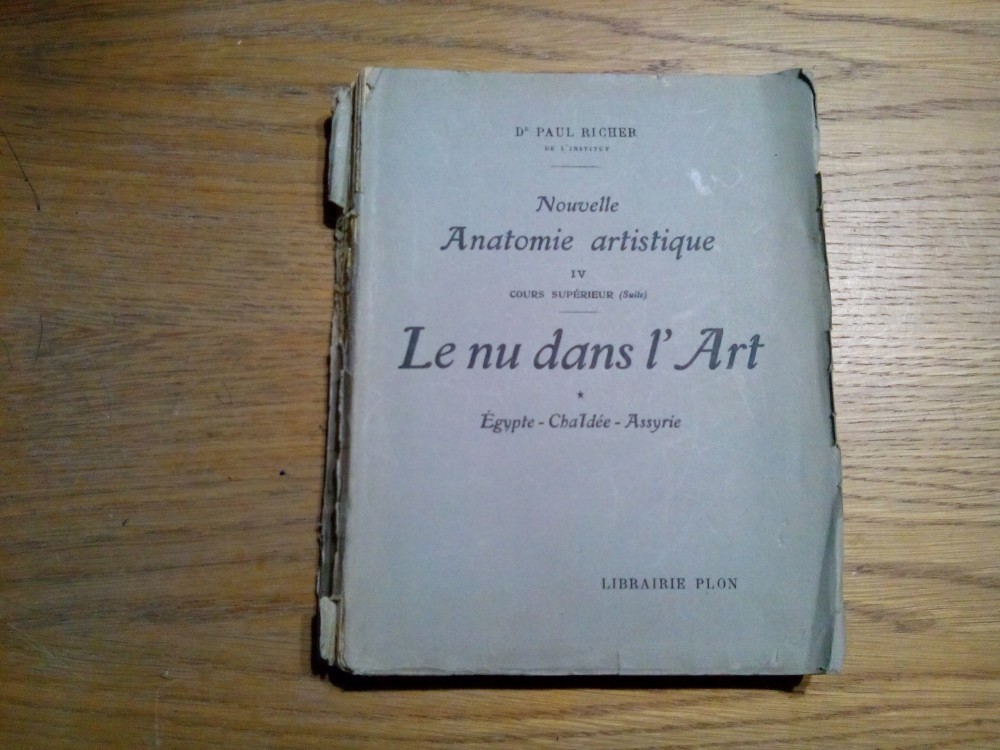 Dr PAUL RICHER
DE L'INSTITUT
Nouvelle
Anatomie artistique
IV
COURS SUPÉRIEUR (Suite)
Le nu dans l'Art
*
Égypte - Chaldée - Assyrie
LIBRAIRIE PLON